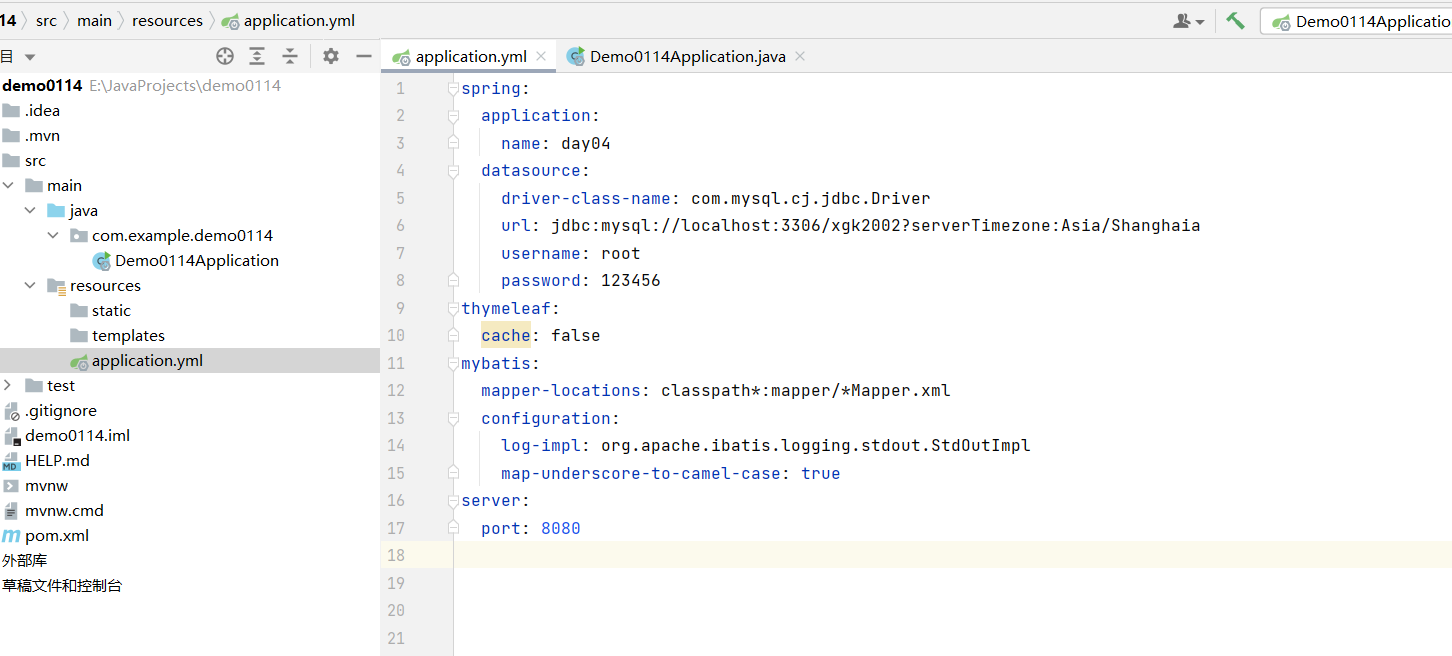 14 src main resources application.yml Demo0114Applicatio
目 application.yml Demo0114Application.java
demo0114 E:\JavaProjects\demo0114
.idea
.mvn
src
main
java
com.example.demo0114
Demo0114Application
resources
static
templates
application.yml
test
.gitignore
demo0114.iml
HELP.md
mvnw
mvnw.cmd
pom.xml
外部库
草稿文件和控制台
1 spring:
2 application:
3 name: day04
4 datasource:
5 driver-class-name: com.mysql.cj.jdbc.Driver
6 url: jdbc:mysql://localhost:3306/xgk2002?serverTimezone:Asia/Shanghaia
7 username: root
8 password: 123456
9 thymeleaf:
10 cache: false
11 mybatis:
12 mapper-locations: classpath*:mapper/*Mapper.xml
13 configuration:
14 log-impl: org.apache.ibatis.logging.stdout.StdOutImpl
15 map-underscore-to-camel-case: true
16 server:
17 port: 8080
18
19
20
21